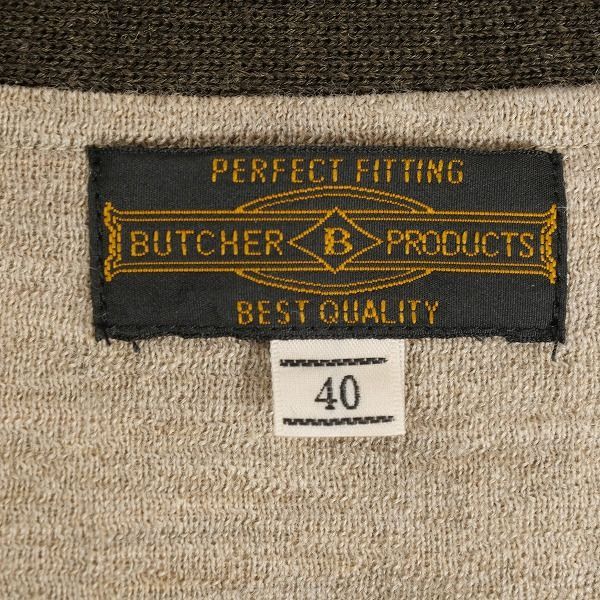 PERFECT FITTING
BUTCHER B PRODUCTS
BEST QUALITY
40